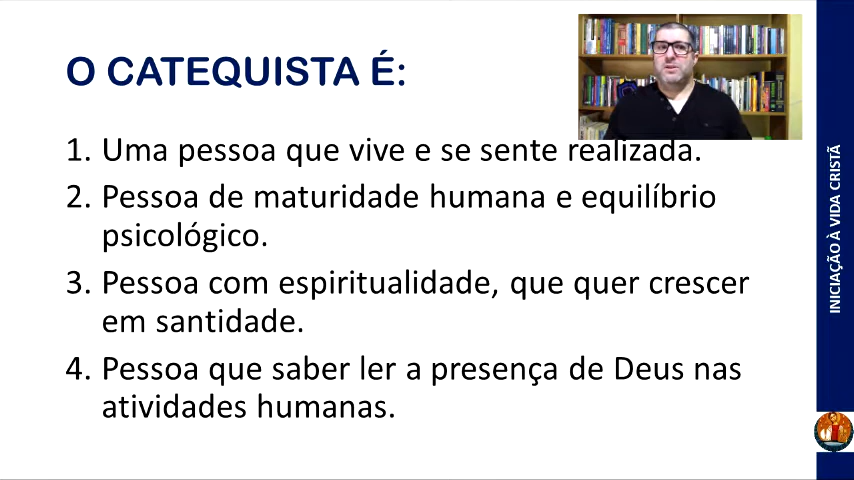 O CATEQUISTA É:
1. Uma pessoa que vive e se sente realizada.
2. Pessoa de maturidade humana e equilíbrio
psicológico.
3. Pessoa com espiritualidade, que quer crescer
em santidade.
4. Pessoa que saber ler a presença de Deus nas
atividades humanas.
INICIAÇÃO À VIDA CRISTÃ